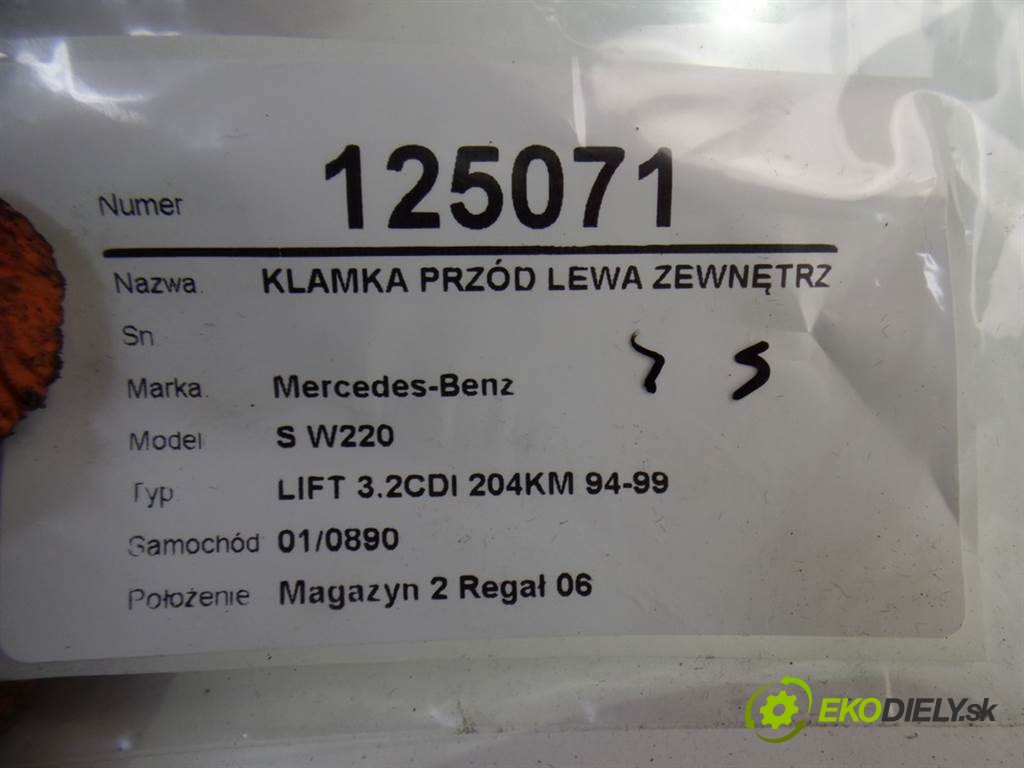 Numer 125071
Nazwa. KLAMKA PRZÓD LEWA ZEWNĘTRZ
Sn
Marka. Mercedes-Benz
Model S W220
Typ. LIFT 3.2CDI 204KM 94-99
Samochód 01/0890
Położenie Magazyn 2 Regał 06
EKODIELY.sk